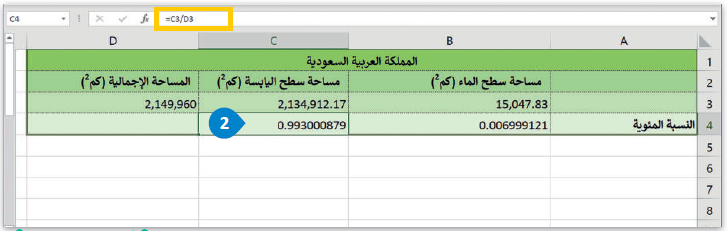 C4 fx =C3/D3
D C B A
المملكة العربية السعودية 1
مساحة سطح الماء (كم²) مساحة سطح اليابسة (كم²) المساحة الإجمالية (كم²) 2
15,047.83 2,134,912.17 2,149,960 3
النسبة المئوية 0.006999121 0.993000879 2 4
5
6
7
8